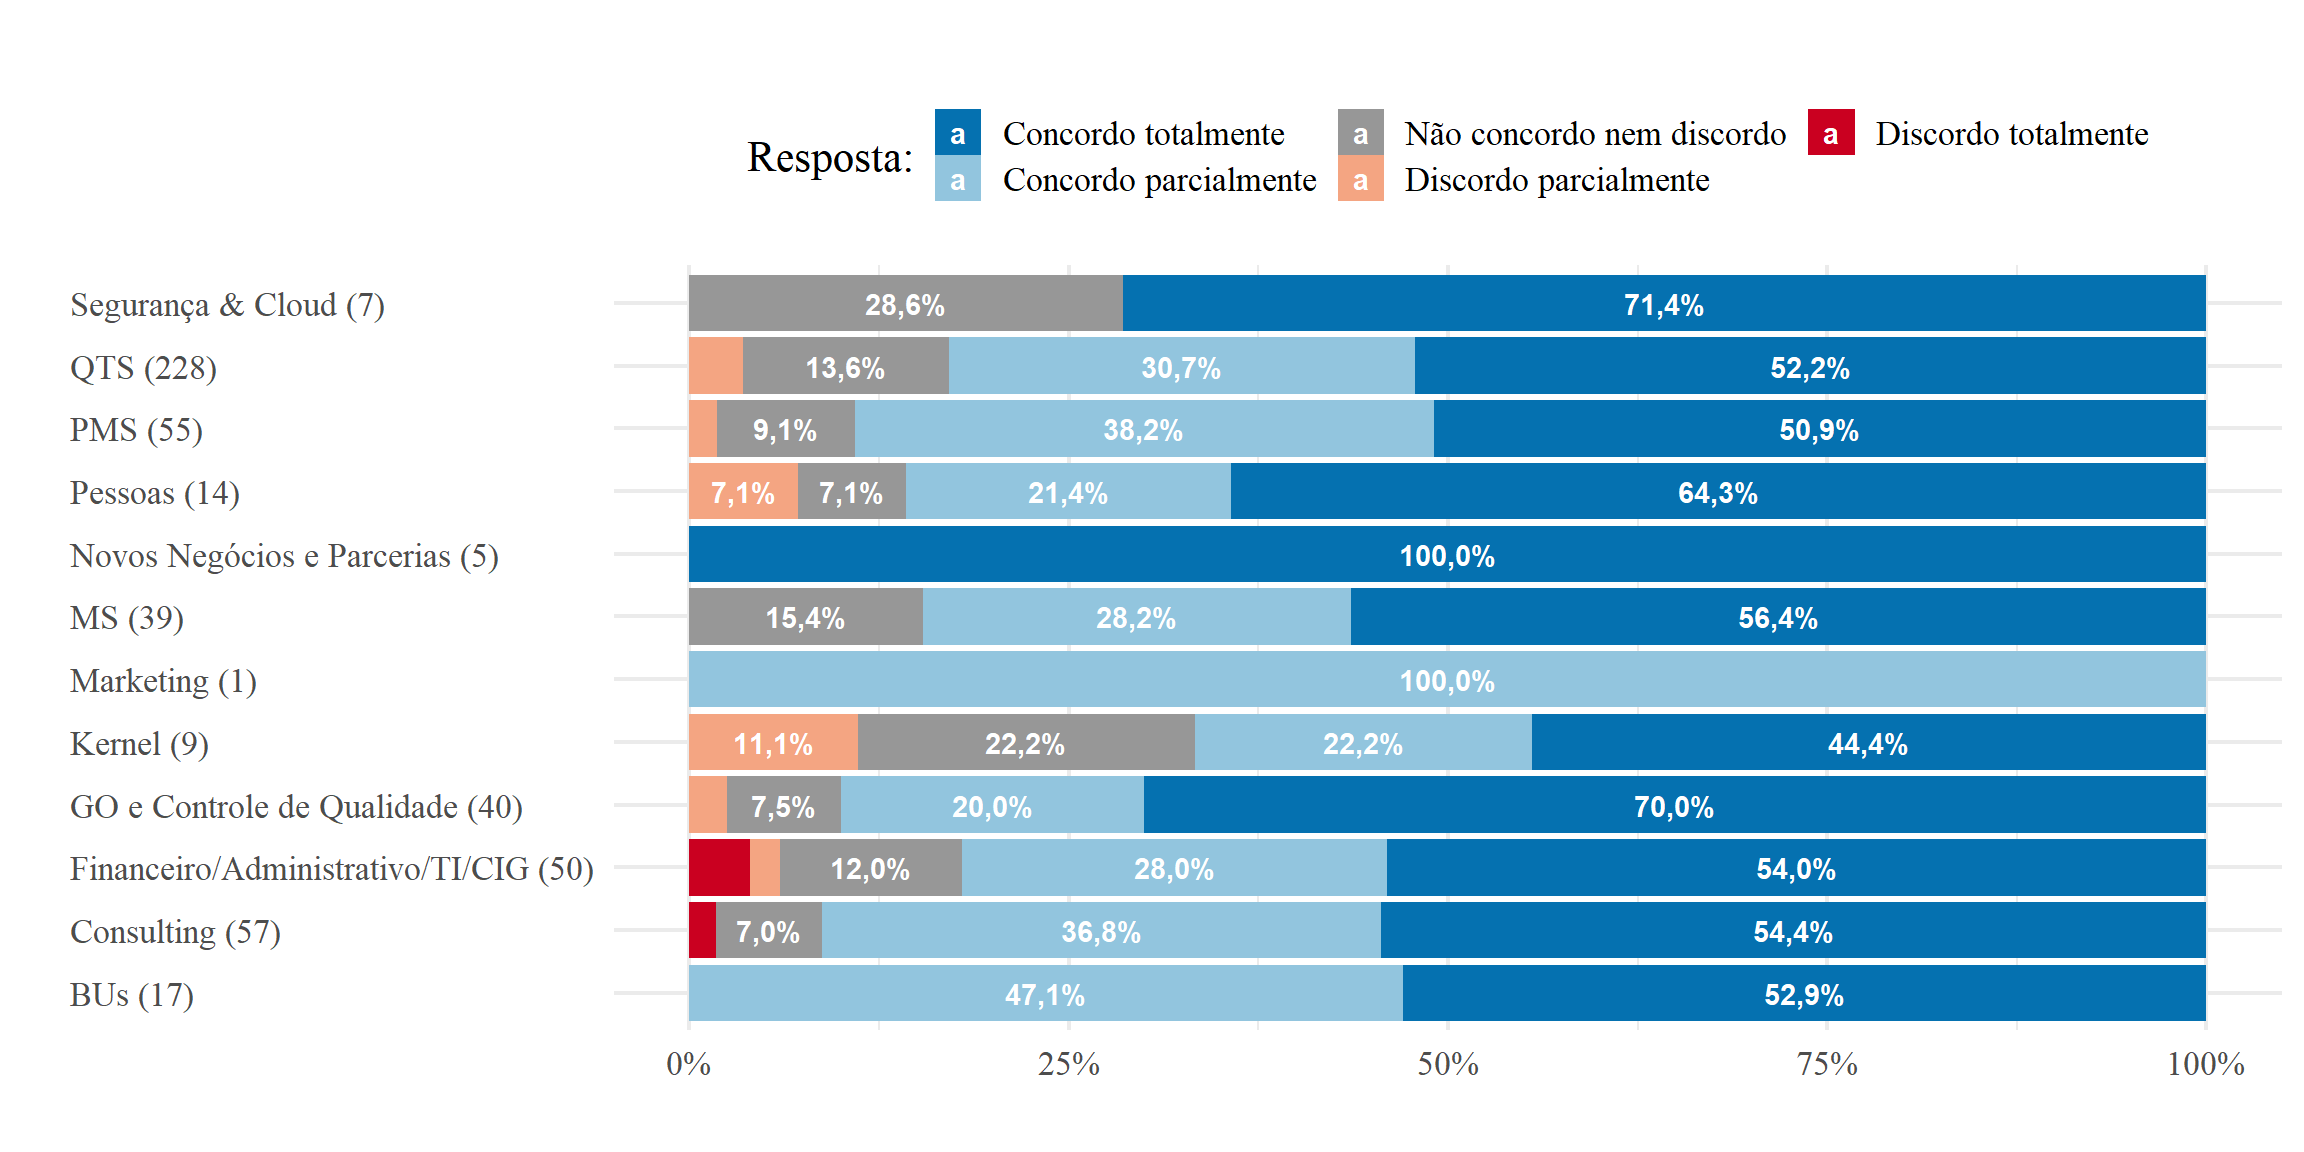 Resposta:
a Concordo totalmente a Não concordo nem discordo a Discordo totalmente
a Concordo parcialmente a Discordo parcialmente
Segurança & Cloud (7) 28,6% 71,4%
QTS (228) 13,6% 30,7% 52,2%
PMS (55) 9,1% 38,2% 50,9%
Pessoas (14) 7,1% 7,1% 21,4% 64,3%
Novos Negócios e Parcerias (5) 100,0%
MS (39) 15,4% 28,2% 56,4%
Marketing (1) 100,0%
Kernel (9) 11,1% 22,2% 22,2% 44,4%
GO e Controle de Qualidade (40) 7,5% 20,0% 70,0%
Financeiro/Administrativo/TI/CIG (50) 12,0% 28,0% 54,0%
Consulting (57) 7,0% 36,8% 54,4%
BUs (17) 47,1% 52,9%
0% 25% 50% 75% 100%